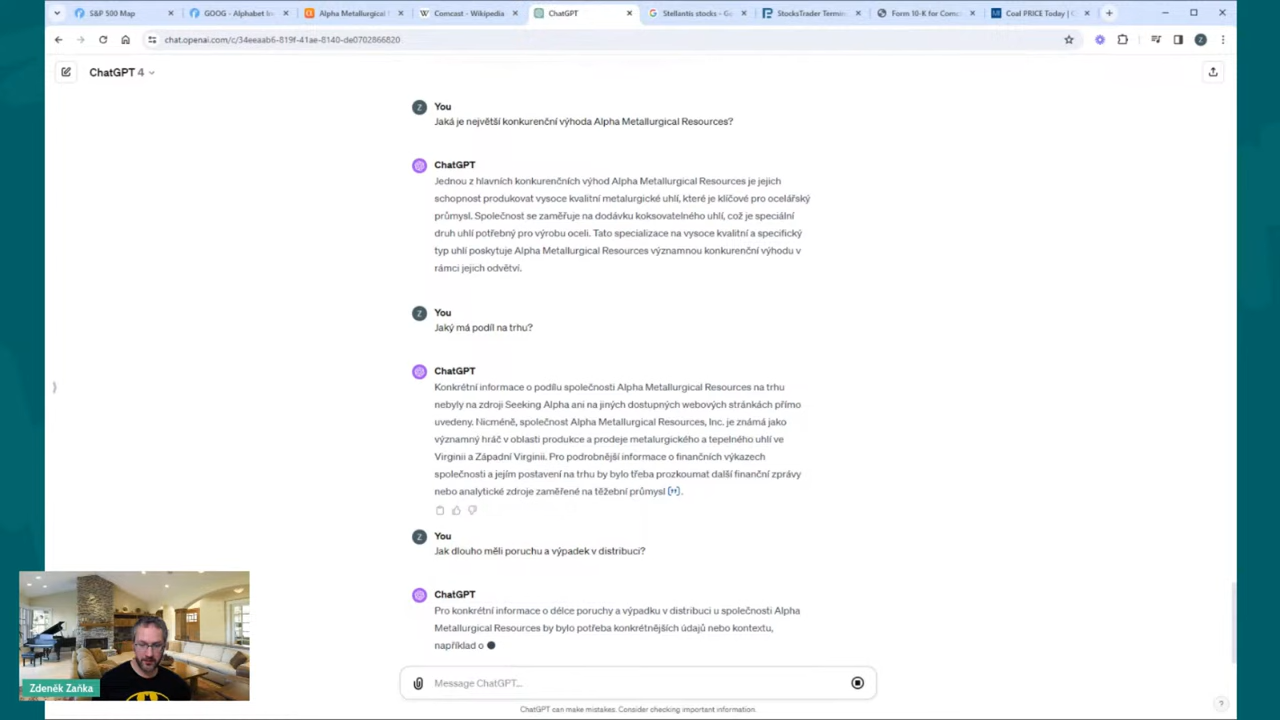 S&P 500 Map
GOOG - Alphabet In
Alpha Metallurgical
Comcast - Wikipedia
ChatGPT
Stellantis stocks - G
StocksTrader Termin
Form 10-K for Comc
Coal PRICE Today |
chat.openai.com/c/34eeaab6-819f-41ae-8140-de0702866820
ChatGPT 4
You
Jaká je největší konkurenční výhoda Alpha Metallurgical Resources?
ChatGPT
Jednou z hlavních konkurenčních výhod Alpha Metallurgical Resources je jejich
schopnost produkovat vysoce kvalitní metalurgické uhlí, které je klíčové pro ocelářský
průmysl. Společnost se zaměřuje na dodávku koksovatelného uhlí, což je speciální
druh uhlí potřebný pro výrobu oceli. Tato specializace na vysoce kvalitní a specifický
typ uhlí poskytuje Alpha Metallurgical Resources významnou konkurenční výhodu v
rámci jejich odvětví.
You
Jaký má podíl na trhu?
ChatGPT
Konkrétní informace o podílu společnosti Alpha Metallurgical Resources na trhu
nebyly na zdroji Seeking Alpha ani na jiných dostupných webových stránkách přímo
uvedeny. Nicméně, společnost Alpha Metallurgical Resources, Inc. je známá jako
významný hráč v oblasti produkce a prodeje metalurgického a tepelného uhlí ve
Virginii a Západní Virginii. Pro podrobnější informace o finančních výkazech
společnosti a jejím postavení na trhu by bylo třeba prozkoumat další finanční zprávy
nebo analytické zdroje zaměřené na těžební průmysl.
You
Jak dlouho měli poruchu a výpadek v distribuci?
ChatGPT
Pro konkrétní informace o délce poruchy a výpadku v distribuci u společnosti Alpha
Metallurgical Resources by bylo potřeba konkrétnějších údajů nebo kontextu,
například o
Message ChatGPT...
ChatGPT can make mistakes. Consider checking important information.
Zdeněk Zaňka